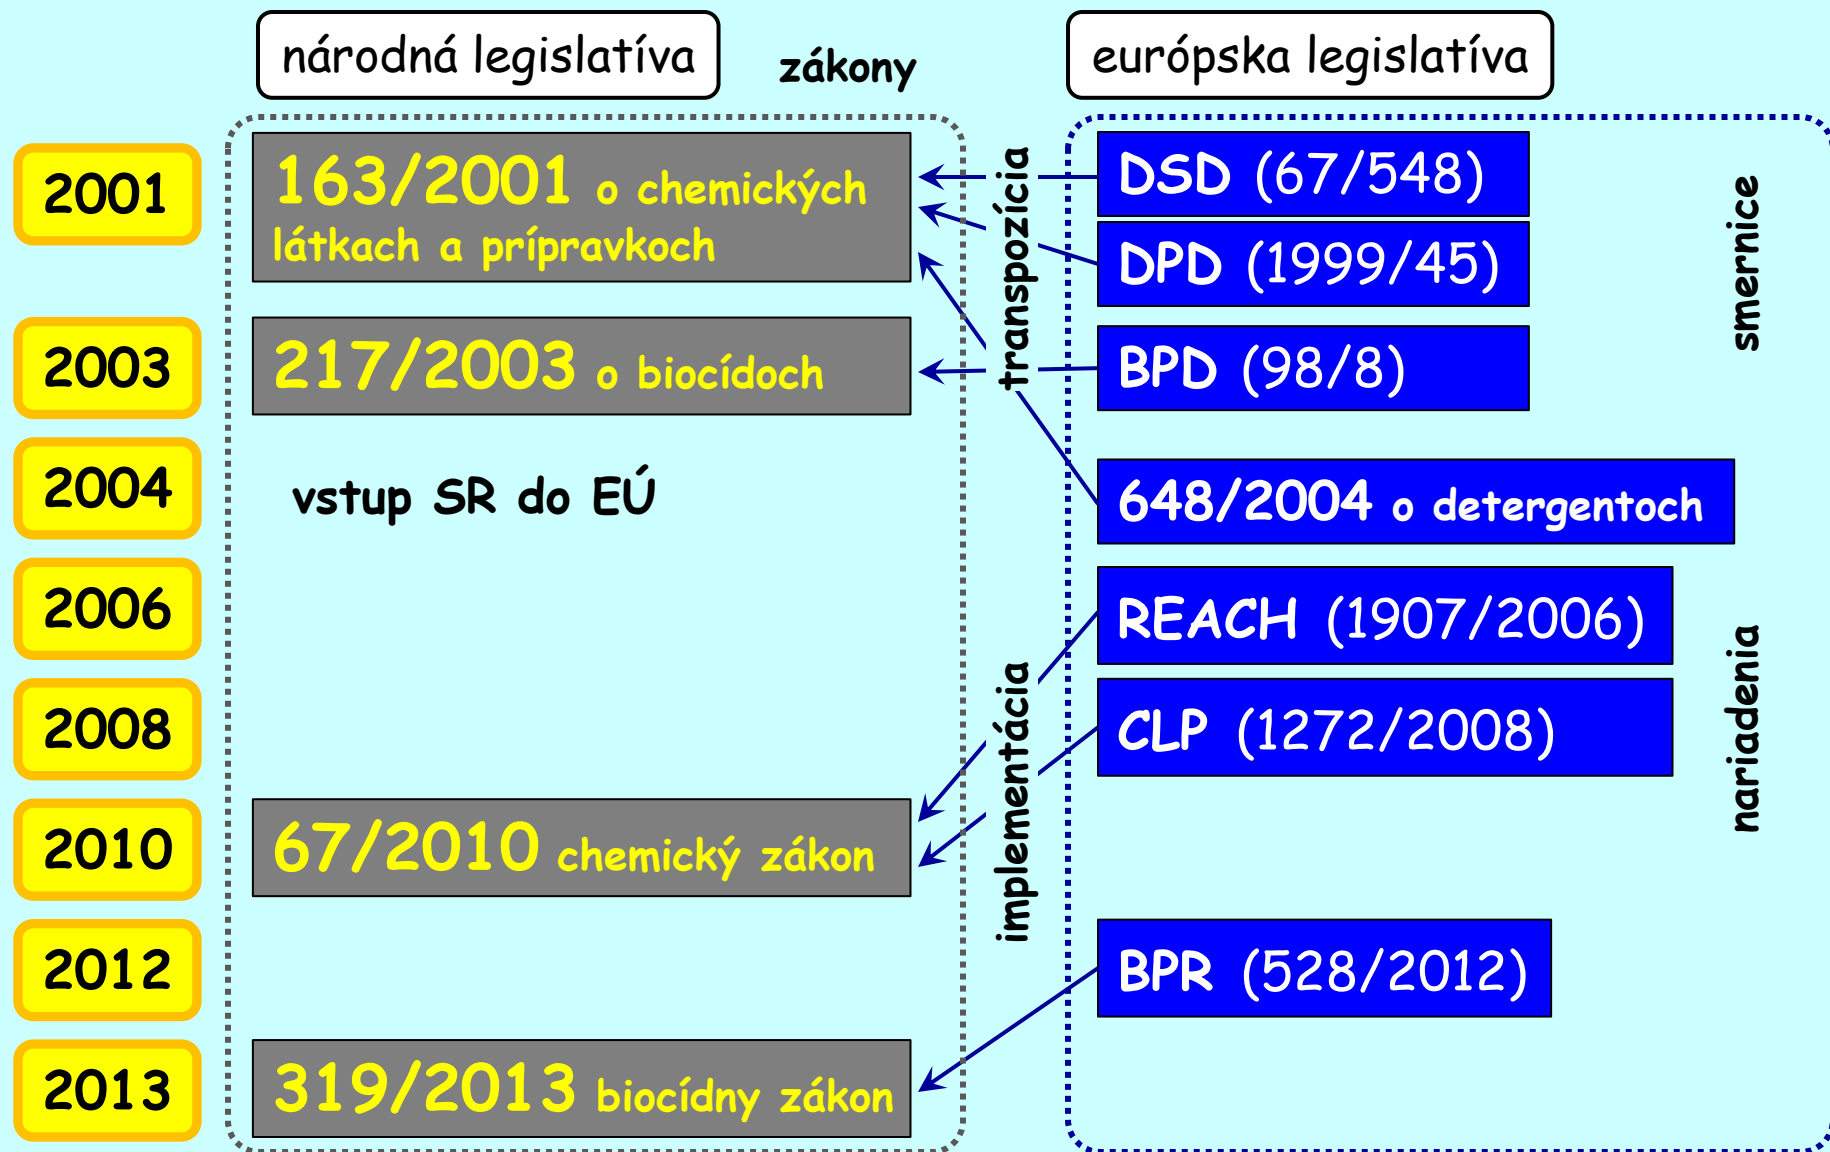 národná legislatíva
zákony
európska legislatíva
2001
163/2001 o chemických
látkach a prípravkoch
transpozícia
DSD (67/548)
DPD (1999/45)
smernice
2003
217/2003 o biocídoch
BPD (98/8)
2004
vstup SR do EÚ
648/2004 o detergentoch
2006
REACH (1907/2006)
nariadenia
2008
implementácia
CLP (1272/2008)
2010
67/2010 chemický zákon
2012
BPR (528/2012)
2013
319/2013 biocídny zákon